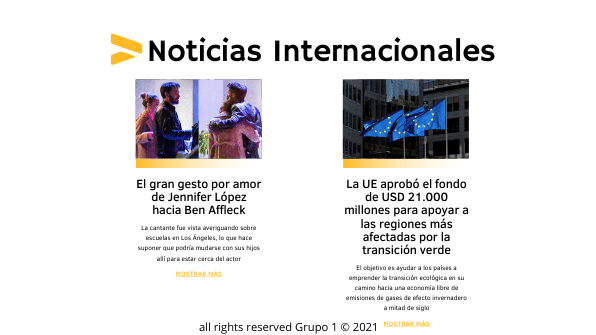 Noticias Internacionales
El gran gesto por amor
de Jennifer López
hacia Ben Affleck
La cantante fue vista averiguando sobre
escuelas en Los Ángeles, lo que hace
suponer que podría mudarse con sus hijos
allí para estar cerca del actor
MOSTRAR MÁS
La UE aprobó el fondo
de USD 21.000
millones para apoyar a
las regiones más
afectadas por la
transición verde
El objetivo es ayudar a los países a
emprender la transición ecológica en su
camino hacia una economía libre de
emisiones de gases de efecto invernadero
a mitad de siglo
MOSTRAR MÁS
all rights reserved Grupo 1 © 2021